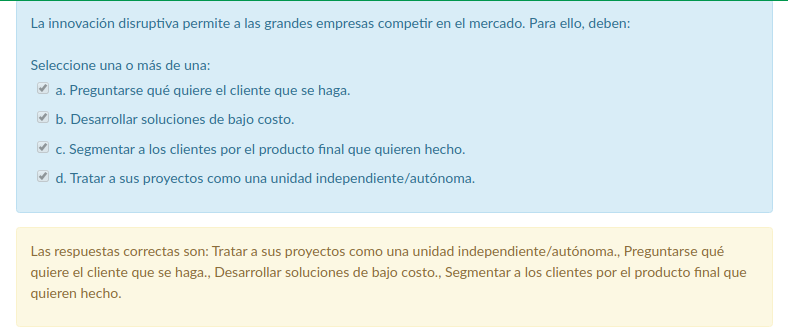 La innovación disruptiva permite a las grandes empresas competir en el mercado. Para ello, deben:
Seleccione una o más de una:
a. Preguntarse qué quiere el cliente que se haga.
b. Desarrollar soluciones de bajo costo.
c. Segmentar a los clientes por el producto final que quieren hecho.
d. Tratar a sus proyectos como una unidad independiente/autónoma.
Las respuestas correctas son: Tratar a sus proyectos como una unidad independiente/autónoma., Preguntarse qué
quiere el cliente que se haga., Desarrollar soluciones de bajo costo., Segmentar a los clientes por el producto final que
quieren hecho.